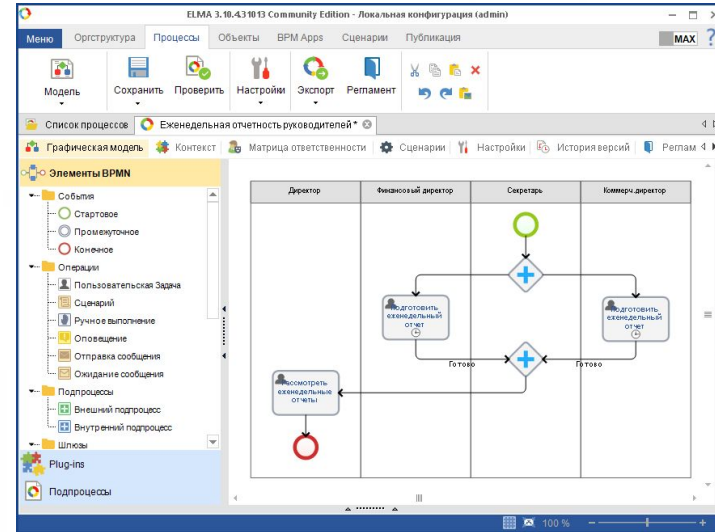 ELMA 3.10.4.31013 Community Edition - Локальная конфигурация (admin)
Меню Оргструктура Процессы Объекты BPM Apps Сценарии Публикация MAX ?
Модель Сохранить Проверить Настройки Экспорт Регламент
Список процессов Еженедельная отчетность руководителей*
Графическая модель Контекст Матрица ответственности Сценарии Настройки История версий Реглам
Элементы BPMN
События
Стартовое
Промежуточное
Конечное
Операции
Пользовательская Задача
Сценарий
Ручное выполнение
Оповещение
Отправка сообщения
Ожидание сообщения
Подпроцессы
Внешний подпроцесс
Внутренний подпроцесс
Шлюзы
Plug-ins
Подпроцессы
Директор Финансовый директор Секретарь Коммерч.директор
Подготовить
еженедельный
отчет
Подготовить
еженедельный
отчет
Готово Готово
Рассмотреть
еженедельные
отчеты
100 %